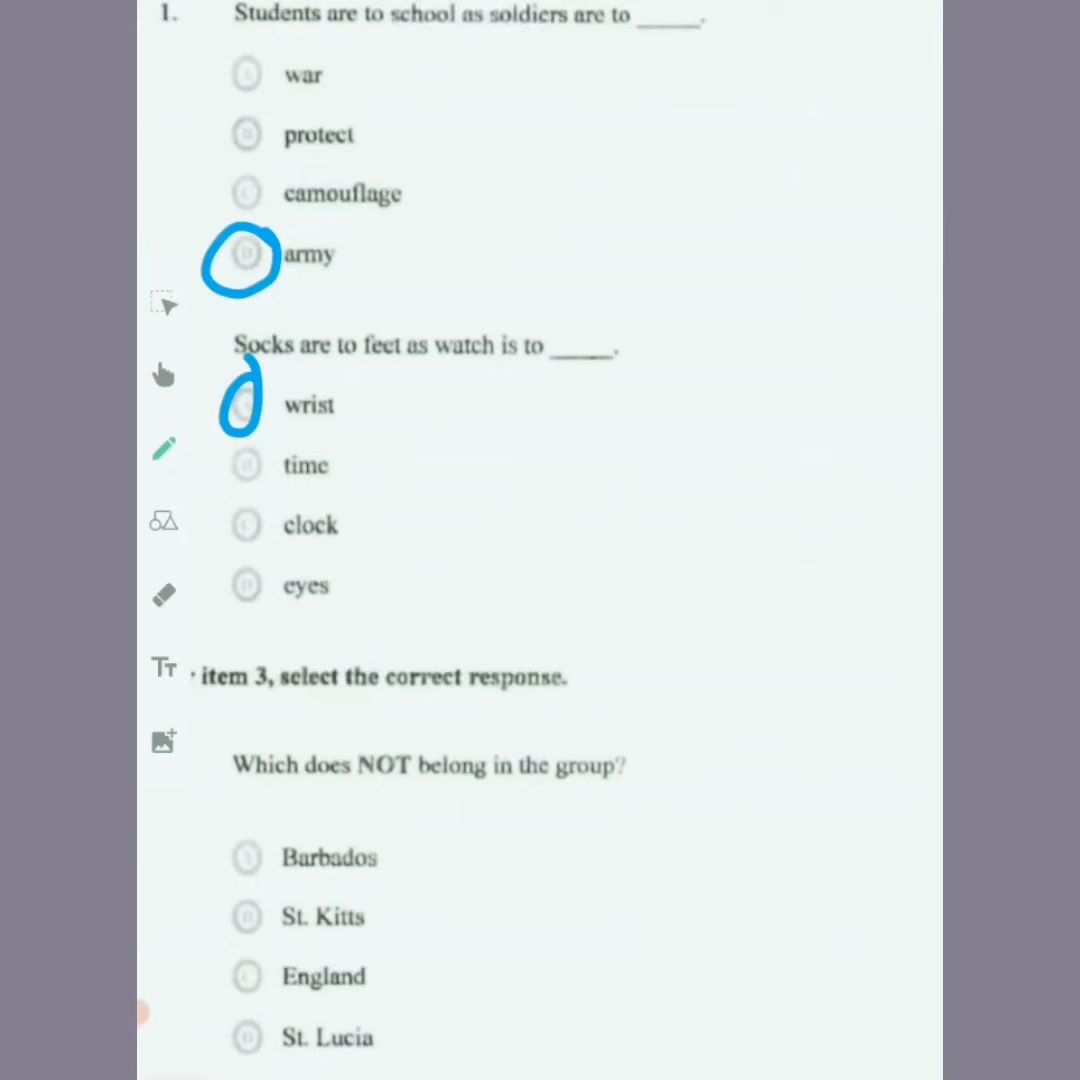 1. Students are to school as soldiers are to _____.
war
protect
camouflage
D army
Socks are to feet as watch is to _____.
wrist
time
clock
eyes
item 3, select the correct response.
Which does NOT belong in the group?
Barbados
B St. Kitts
England
St. Lucia
TT